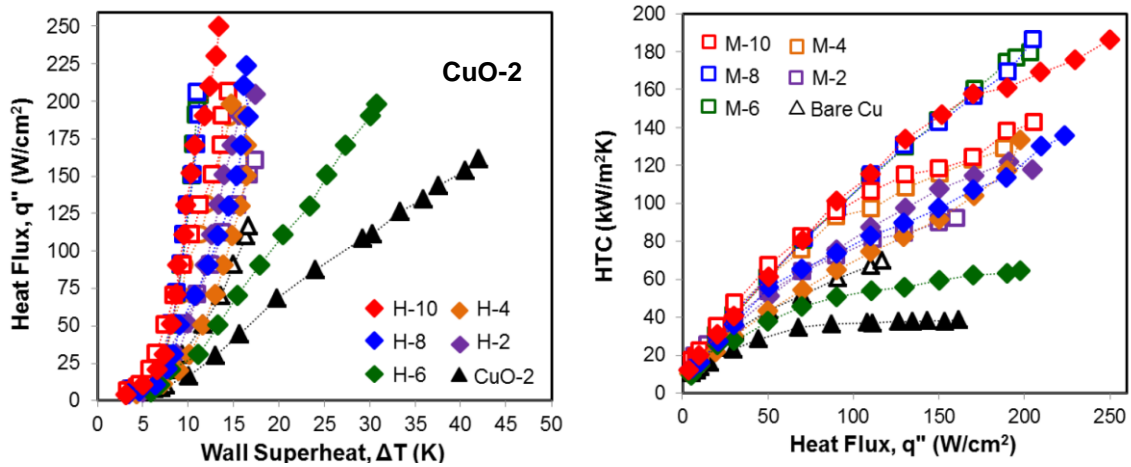 250
225
200
175
150
125
100
75
50
25
0
Heat Flux, q" (W/cm²)
CuO-2
H-10
H-4
H-8
H-2
H-6
CuO-2
0 5 10 15 20 25 30 35 40 45 50
Wall Superheat, ΔT (K)
200
180
160
140
120
100
80
60
40
20
0
HTC (kW/m²K)
M-10
M-4
M-8
M-2
M-6
Bare Cu
0 50 100 150 200 250
Heat Flux, q" (W/cm²)